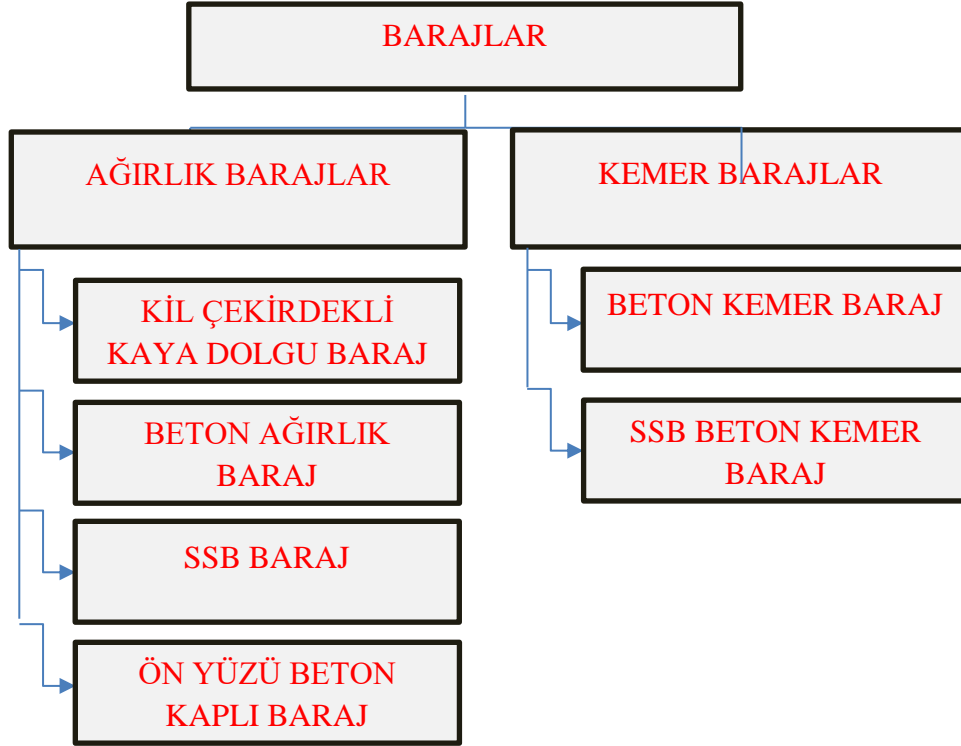 BARAJLAR
AĞIRLIK BARAJLAR
KEMER BARAJLAR
KİL ÇEKİRDEKLİ
KAYA DOLGU BARAJ
BETON AĞIRLIK
BARAJ
SSB BARAJ
ÖN YÜZÜ BETON
KAPLI BARAJ
BETON KEMER BARAJ
SSB BETON KEMER
BARAJ